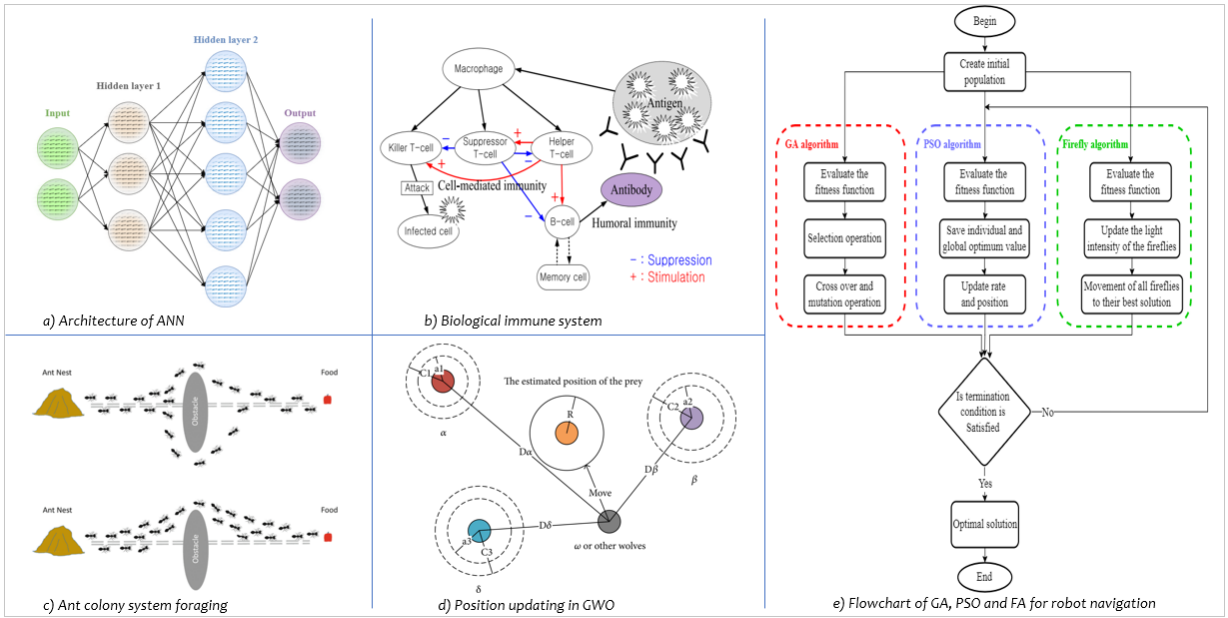 Hidden layer 2
Hidden layer 1
Input
Output
a) Architecture of ANN
Macrophage
Antigen
Killer T-cell
−
Suppressor
T-cell
+
−
Helper
T-cell
+
Attack
Cell-mediated immunity
Antibody
+
−
B-cell
Humoral immunity
Infected cell
Memory cell
− : Suppression
+ : Stimulation
b) Biological immune system
Ant Nest
Obstacle
Food
Ant Nest
Obstacle
Food
c) Ant colony system foraging
C1
a1
α
The estimated position of the prey
R
C2
a2
β
Dα
Dβ
Move
Dδ
a3
C3
δ
ω or other wolves
d) Position updating in GWO
Begin
Create initial
population
GA algorithm
Evaluate the
fitness function
Selection operation
Cross over and
mutation operation
PSO algorithm
Evaluate the
fitness function
Save individual and
global optimum value
Update rate
and position
Firefly algorithm
Evaluate the
fitness function
Update the light
intensity of the fireflies
Movement of all fireflies
to their best solution
Is termination
condition is
Satisfied
No
Yes
Optimal solution
End
e) Flowchart of GA, PSO and FA for robot navigation